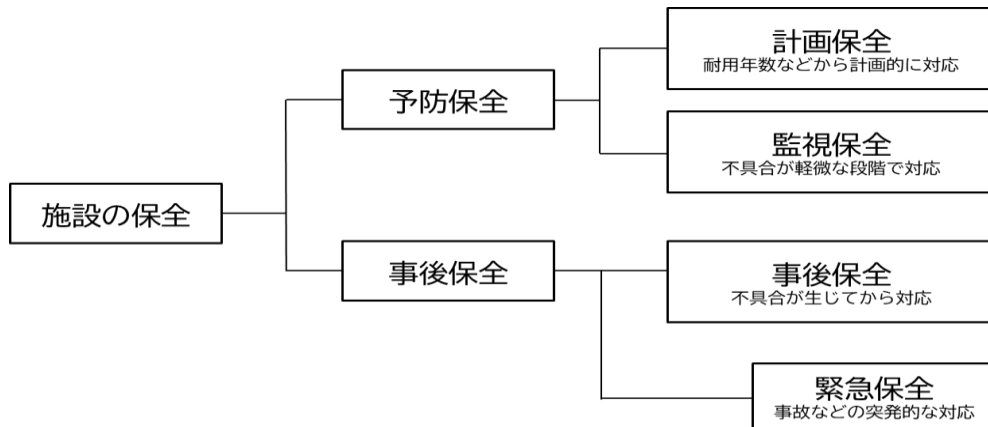 計画保全
耐用年数などから計画的に対応
予防保全
監視保全
不具合が軽微な段階で対応
施設の保全
事後保全
事後保全
不具合が生じてから対応
緊急保全
事故などの突発的な対応